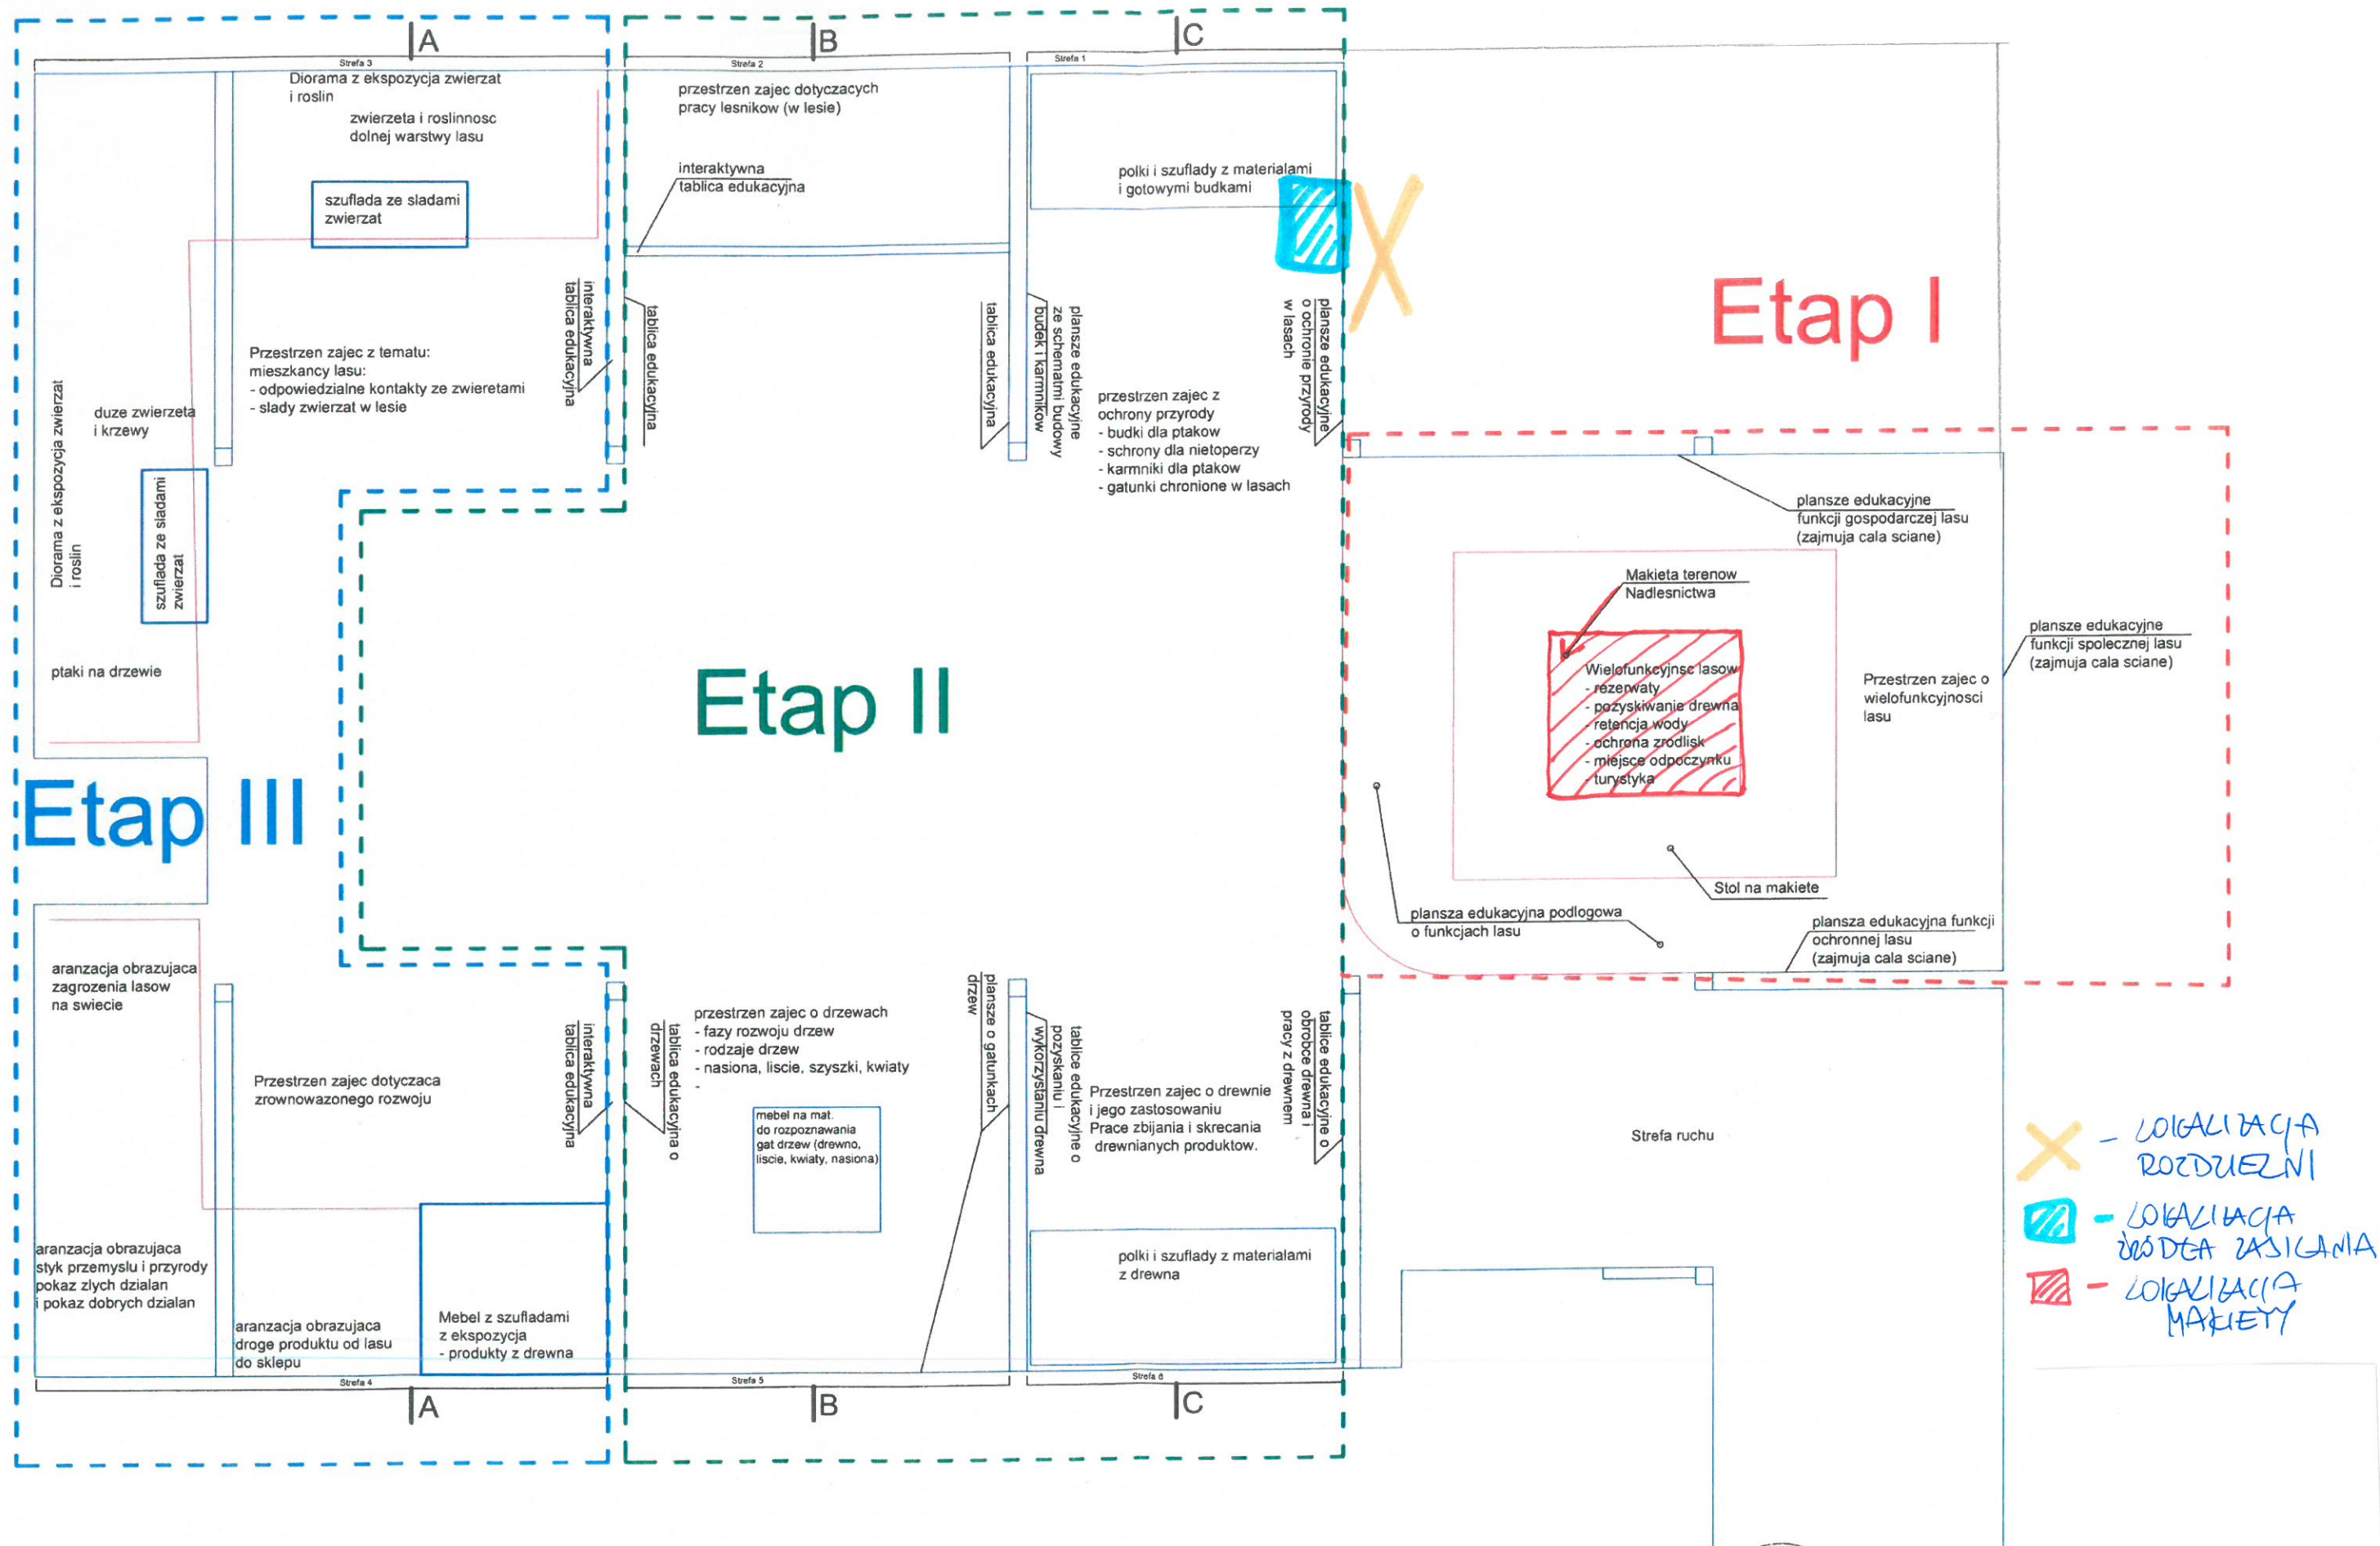 A
B
C
Strefa 3
Strefa 2
Strefa 1
Diorama z ekspozycja zwierzat
i roslin
zwierzeta i roslinnosc
dolnej warstwy lasu
szuflada ze sladami
zwierzat
przestrzen zajec dotyczacych
pracy lesnikow (w lesie)
interaktywna
tablica edukacyjna
polki i szuflady z materialami
i gotowymi budkami
Etap I
interaktywna
tablica edukacyjna
tablica edukacyjna
tablica edukacyjna
plansze edukacyjne
ze schematmi budowy
budek i karmnikow
plansze edukacyjne
o ochronie przyrody
w lasach
Przestrzen zajec z tematu:
mieszkancy lasu:
- odpowiedzialne kontakty ze zwieretami
- slady zwierzat w lesie
Diorama z ekspozycja zwierzat
i roslin
duze zwierzeta
i krzewy
szuflada ze sladami
zwierzat
ptaki na drzewie
przestrzen zajec z
ochrony przyrody
- budki dla ptakow
- schrony dla nietoperzy
- karmniki dla ptakow
- gatunki chronione w lasach
plansze edukacyjne
funkcji gospodarczej lasu
(zajmuja cala sciane)
Makieta terenow
Nadlesnictwa
Wielofunkcyjnsc lasow
- rezerwaty
- pozyskiwanie drewna
- retencja wody
- ochrona zrodlisk
- miejsce odpoczynku
- turystyka
plansze edukacyjne
funkcji spolecznej lasu
(zajmuja cala sciane)
Przestrzen zajec o
wielofunkcyjnosci
lasu
Etap II
Etap III
Stol na makiete
plansza edukacyjna podlogowa
o funkcjach lasu
plansza edukacyjna funkcji
ochronnej lasu
(zajmuja cala sciane)
aranzacja obrazujaca
zagrozenia lasow
na swiecie
Przestrzen zajec dotyczaca
zrownowazonego rozwoju
interaktywna
tablica edukacyjna
tablica edukacyjna o
drzewach
przestrzen zajec o drzewach
- fazy rozwoju drzew
- rodzaje drzew
- nasiona, liscie, szyszki, kwiaty
-
mebel na mat.
do rozpoznawania
gat drzew (drewno,
liscie, kwiaty, nasiona)
plansze o gatunkach
drzew
tablice edukacyjne o
pozyskaniu i
wykorzystaniu drewna
Przestrzen zajec o drewnie
i jego zastosowaniu
Prace zbijania i skrecania
drewnianych produktow.
tablice edukacyjne o
obrobce drewna i
pracy z drewnem
Strefa ruchu
polki i szuflady z materialami
z drewna
aranzacja obrazujaca
styk przemyslu i przyrody
pokaz zlych dzialan
i pokaz dobrych dzialan
aranzacja obrazujaca
droge produktu od lasu
do sklepu
Mebel z szufladami
z ekspozycja
- produkty z drewna
Strefa 4
Strefa 5
Strefa 6
A
B
C
- LOKALIZACJA
ROZDZIELNI
- LOKALIZACJA
ŹRÓDŁA ZASILANIA
- LOKALIZACJA
MAKIETY